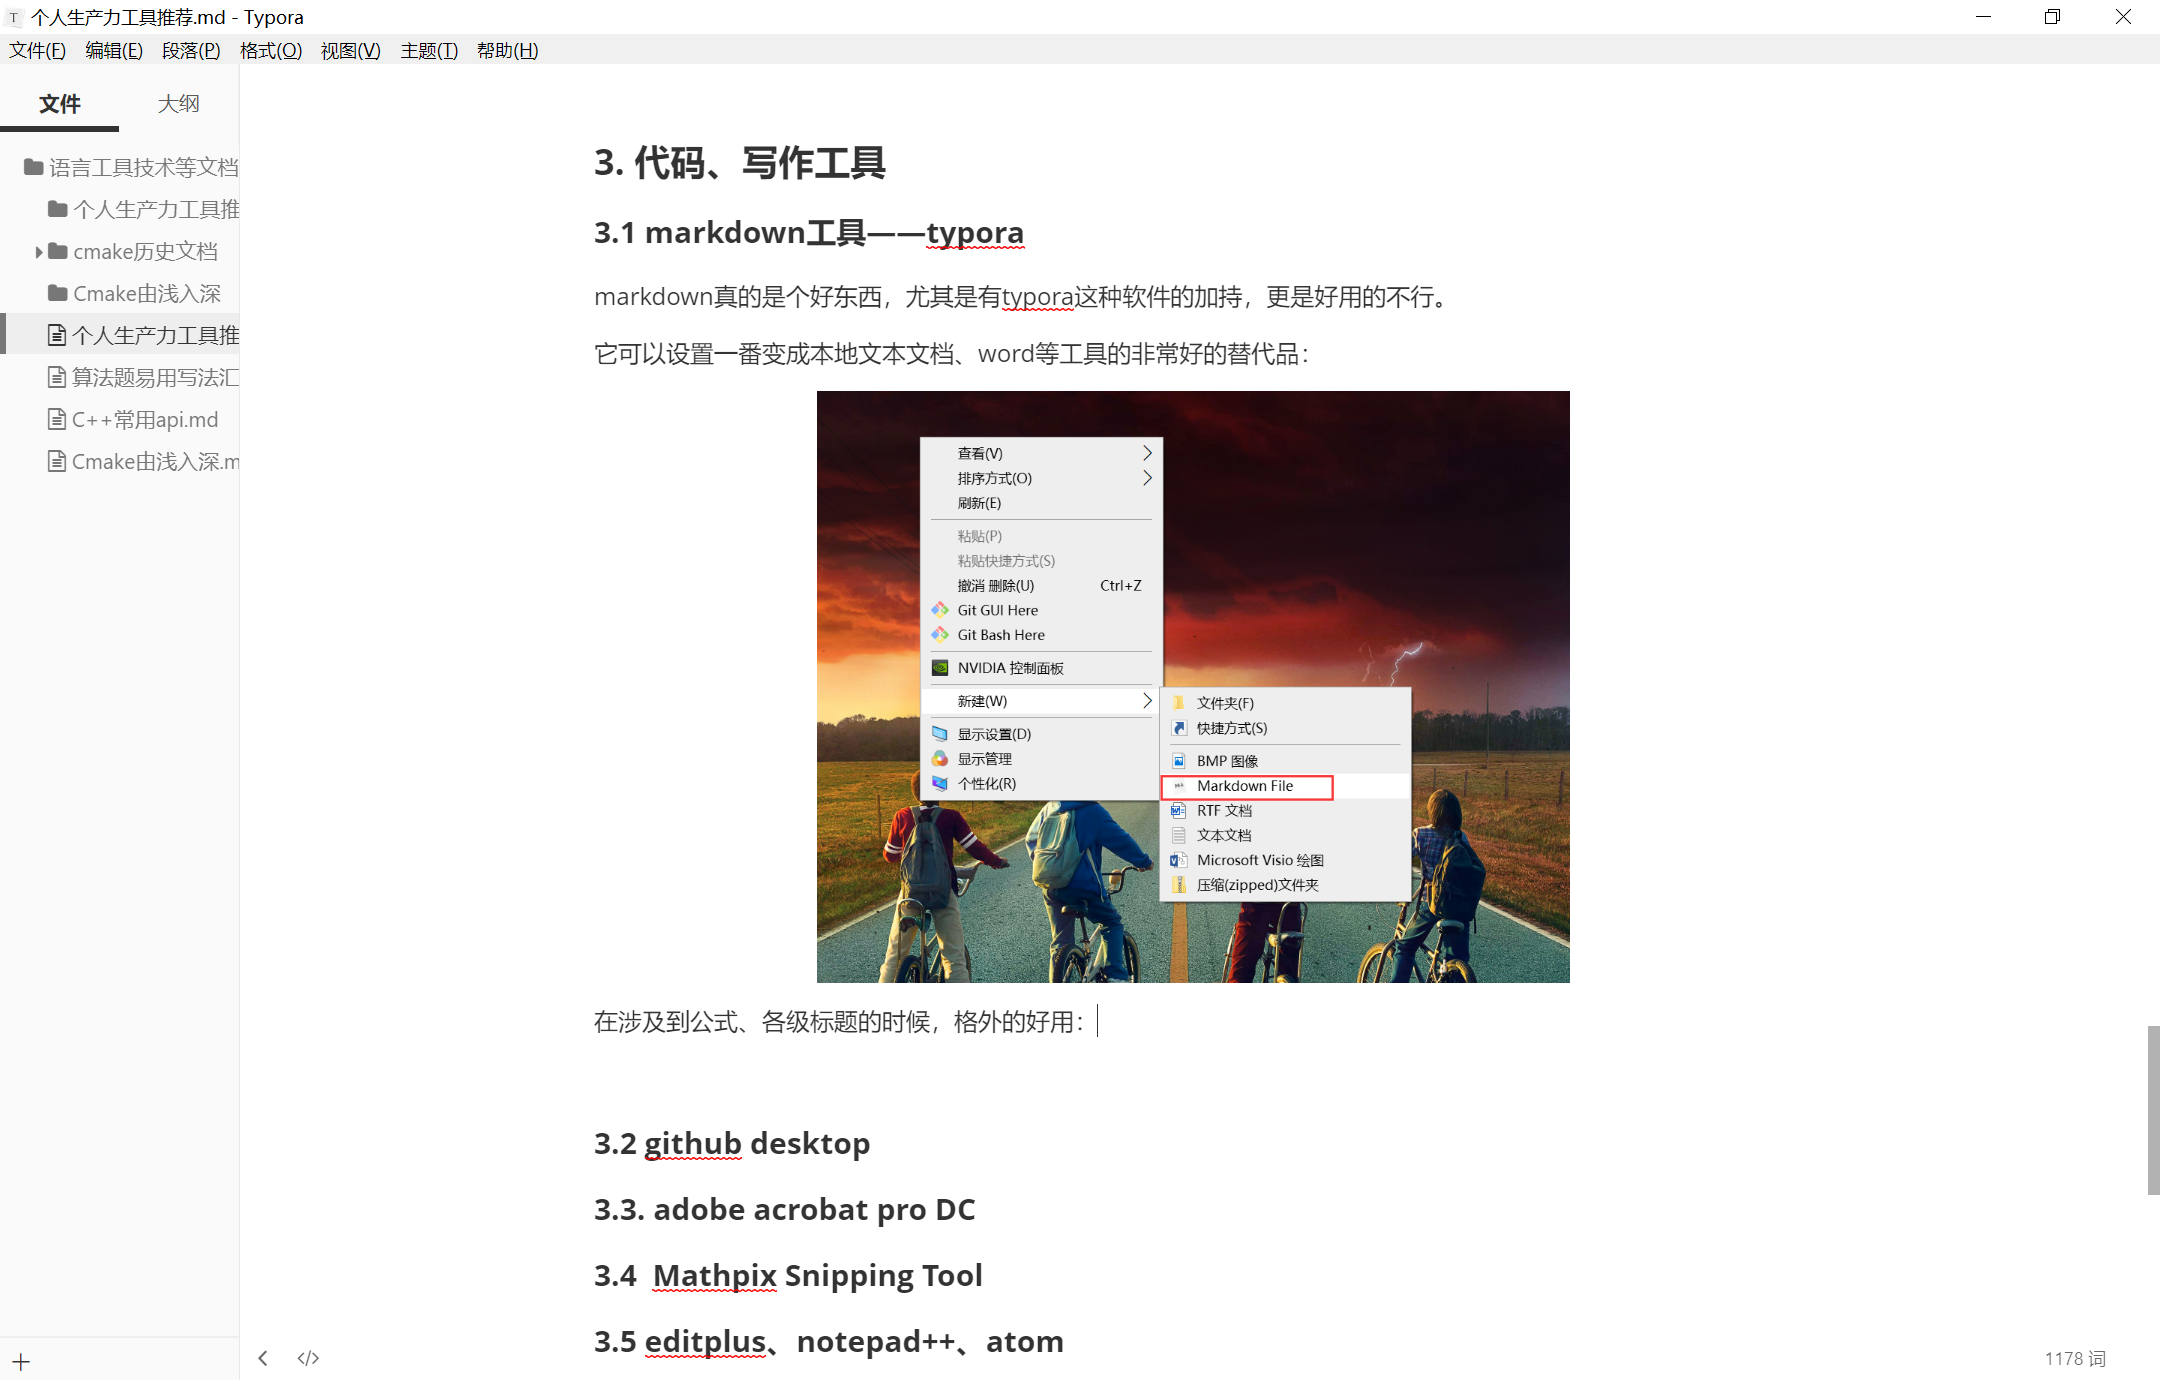 个人生产力工具推荐.md - Typora
文件(F) 编辑(E) 段落(P) 格式(O) 视图(V) 主题(T) 帮助(H)
文件 大纲
语言工具技术等文档
个人生产力工具推
cmake历史文档
Cmake由浅入深
个人生产力工具推
算法题易用写法汇
C++常用api.md
Cmake由浅入深.m
3. 代码、写作工具
3.1 markdown工具——typora
markdown真的是个好东西，尤其是有typora这种软件的加持，更是好用的不行。
它可以设置一番变成本地文本文档、word等工具的非常好的替代品：
查看(V)
排序方式(O)
刷新(E)
粘贴(P)
粘贴快捷方式(S)
撤消 删除(U) Ctrl+Z
Git GUI Here
Git Bash Here
NVIDIA 控制面板
新建(W)
显示设置(D)
显示管理
个性化(R)
文件夹(F)
快捷方式(S)
BMP 图像
Markdown File
RTF 文档
文本文档
Microsoft Visio 绘图
压缩(zipped)文件夹
在涉及到公式、各级标题的时候，格外的好用：
3.2 github desktop
3.3. adobe acrobat pro DC
3.4 Mathpix Snipping Tool
3.5 editplus、notepad++、atom
1178 词